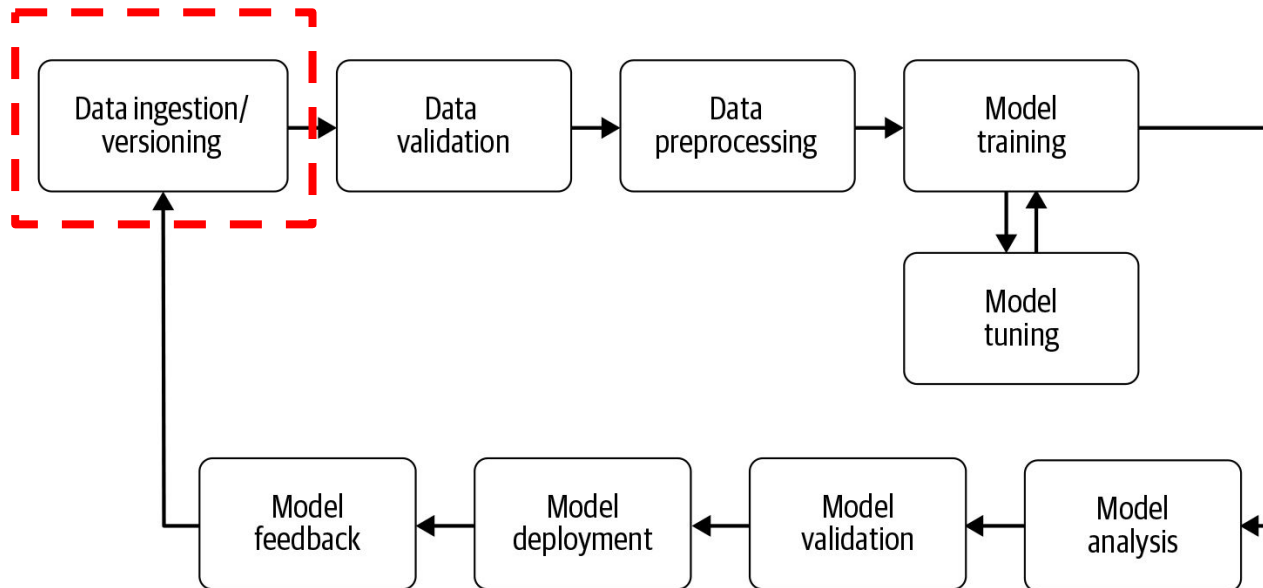 Data ingestion/
versioning
Data
validation
Data
preprocessing
Model
training
Model
tuning
Model
feedback
Model
deployment
Model
validation
Model
analysis